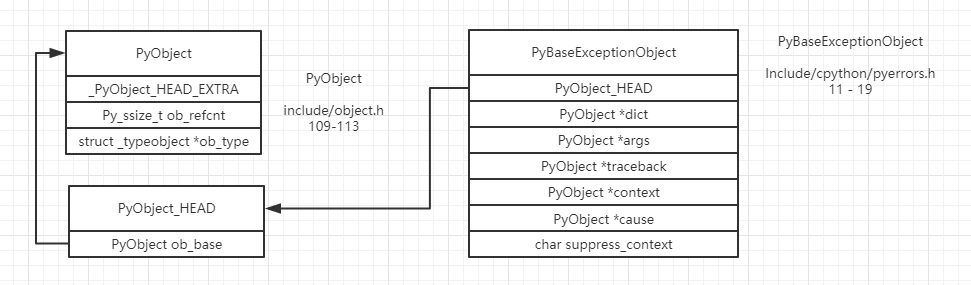 PyObject
_PyObject_HEAD_EXTRA
Py_ssize_t ob_refcnt
struct _typeobject *ob_type
PyObject
include/object.h
109-113
PyObject_HEAD
PyObject ob_base
PyBaseExceptionObject
PyObject_HEAD
PyObject *dict
PyObject *args
PyObject *traceback
PyObject *context
PyObject *cause
char suppress_context
PyBaseExceptionObject
Include/cpython/pyerrors.h
11 - 19